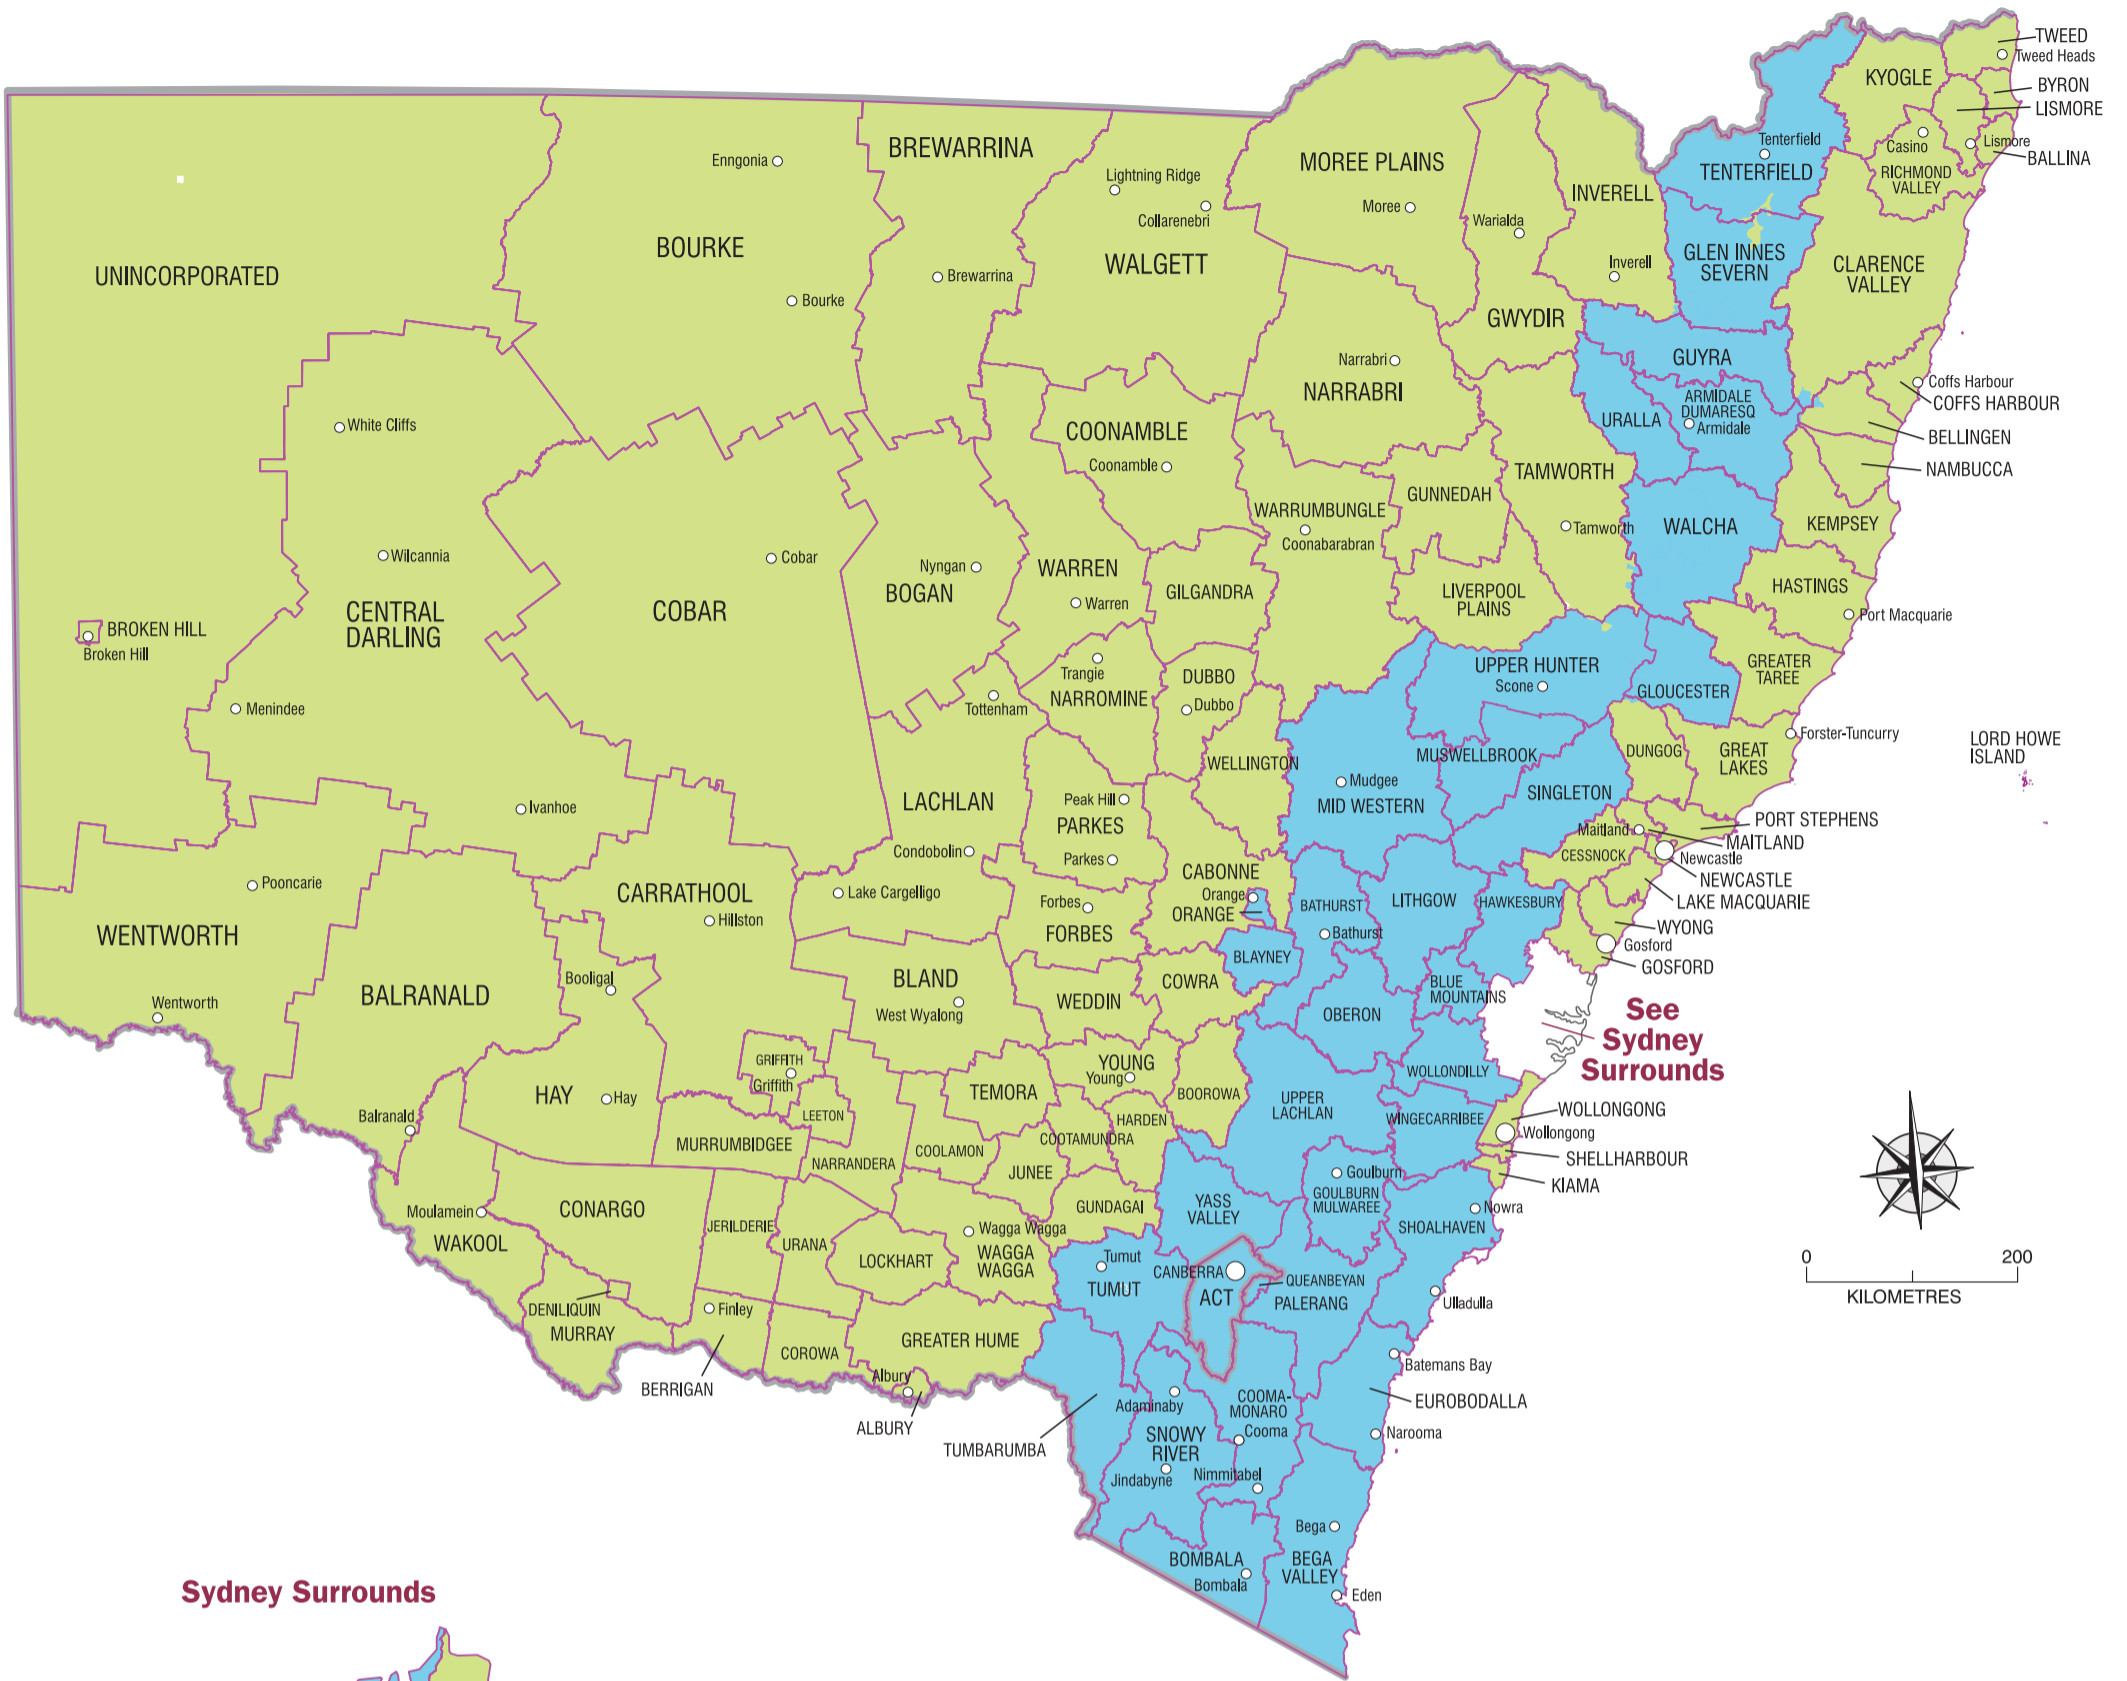 TWEED
Tweed Heads
KYOGLE
BYRON
LISMORE
Casino
Lismore
BALLINA
RICHMOND
VALLEY
Tenterfield
TENTERFIELD
Enngonia
BREWARRINA
MOREE PLAINS
Lightning Ridge
Collarenebri
Moree
Warialda
INVERELL
Inverell
GLEN INNES
SEVERN
CLARENCE
VALLEY
UNINCORPORATED
BOURKE
Bourke
Brewarrina
WALGETT
GWYDIR
Narrabri
NARRABRI
GUYRA
ARMIDALE
DUMARESQ
Armidale
URALLA
Coffs Harbour
COFFS HARBOUR
BELLINGEN
NAMBUCCA
White Cliffs
COONAMBLE
Coonamble
TAMWORTH
Tamworth
GUNNEDAH
WARRUMBUNGLE
Coonabarabran
WALCHA
KEMPSEY
HASTINGS
Port Macquarie
Wilcannia
CENTRAL
DARLING
Cobar
COBAR
Nyngan
BOGAN
WARREN
Warren
GILGANDRA
LIVERPOOL
PLAINS
BROKEN HILL
Broken Hill
Menindee
Trangie
NARROMINE
Tottenham
DUBBO
Dubbo
UPPER HUNTER
Scone
GLOUCESTER
GREATER
TAREE
Forster-Tuncurry
LORD HOWE
ISLAND
WELLINGTON
MUSWELLBROOK
DUNGOG
GREAT
LAKES
Mudgee
MID WESTERN
SINGLETON
Ivanhoe
LACHLAN
Peak Hill
PARKES
Parkes
Condobolin
PORT STEPHENS
Maitland
MAITLAND
CESSNOCK
Newcastle
NEWCASTLE
LAKE MACQUARIE
Pooncarie
CARRATHOOL
Hillston
Lake Cargelligo
Forbes
FORBES
CABONNE
Orange
ORANGE
BATHURST
Bathurst
LITHGOW
HAWKESBURY
WYONG
Gosford
GOSFORD
WENTWORTH
Wentworth
BALRANALD
Booligal
BLAND
West Wyalong
WEDDIN
COWRA
BLAYNEY
OBERON
BLUE
MOUNTAINS
See
Sydney
Surrounds
GRIFFITH
Griffith
LEETON
HAY
Hay
TEMORA
YOUNG
Young
BOOROWA
UPPER
LACHLAN
WOLLONDILLY
WINGECARRIBEE
WOLLONGONG
Wollongong
SHELLHARBOUR
KIAMA
Balranald
MURRUMBIDGEE
NARRANDERA
COOLAMON
COOTAMUNDRA
HARDEN
JUNEE
GUNDAGAI
Moulamein
WAKOOL
CONARGO
JERILDERIE
URANA
LOCKHART
Wagga Wagga
WAGGA
WAGGA
YASS
VALLEY
Goulburn
GOULBURN
MULWAREE
Nowra
SHOALHAVEN
Tumut
TUMUT
CANBERRA
ACT
QUEANBEYAN
PALERANG
Ulladulla
DENILIQUIN
MURRAY
Finley
BERRIGAN
COROWA
GREATER HUME
Albury
ALBURY
TUMBARUMBA
Batemans Bay
EUROBODALLA
Narooma
Adaminaby
COOMA-
MONARO
Cooma
SNOWY
RIVER
Jindabyne
Nimmitabel
Bega
BOMBALA
Bombala
BEGA
VALLEY
Eden
0 200
KILOMETRES
Sydney Surrounds